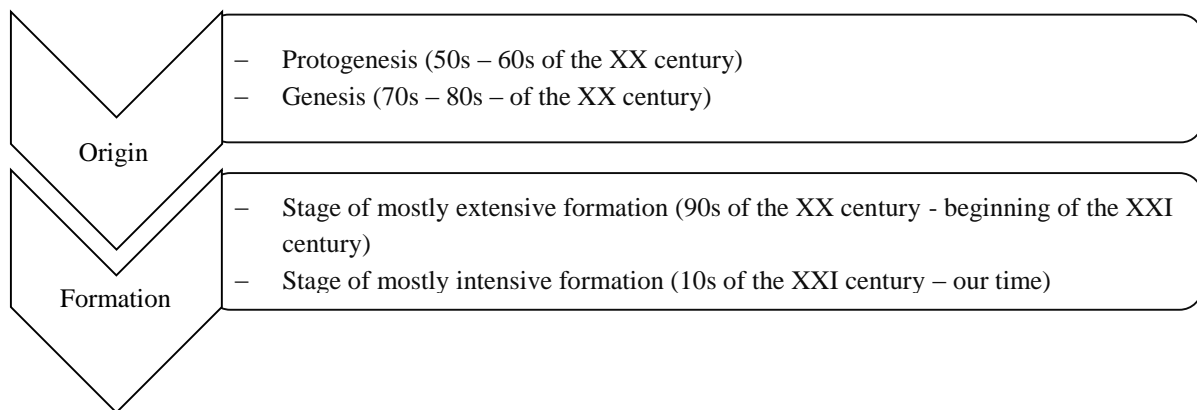 – Protogenesis (50s – 60s of the XX century)
– Genesis (70s – 80s – of the XX century)
Origin
– Stage of mostly extensive formation (90s of the XX century - beginning of the XXI
century)
– Stage of mostly intensive formation (10s of the XXI century – our time)
Formation